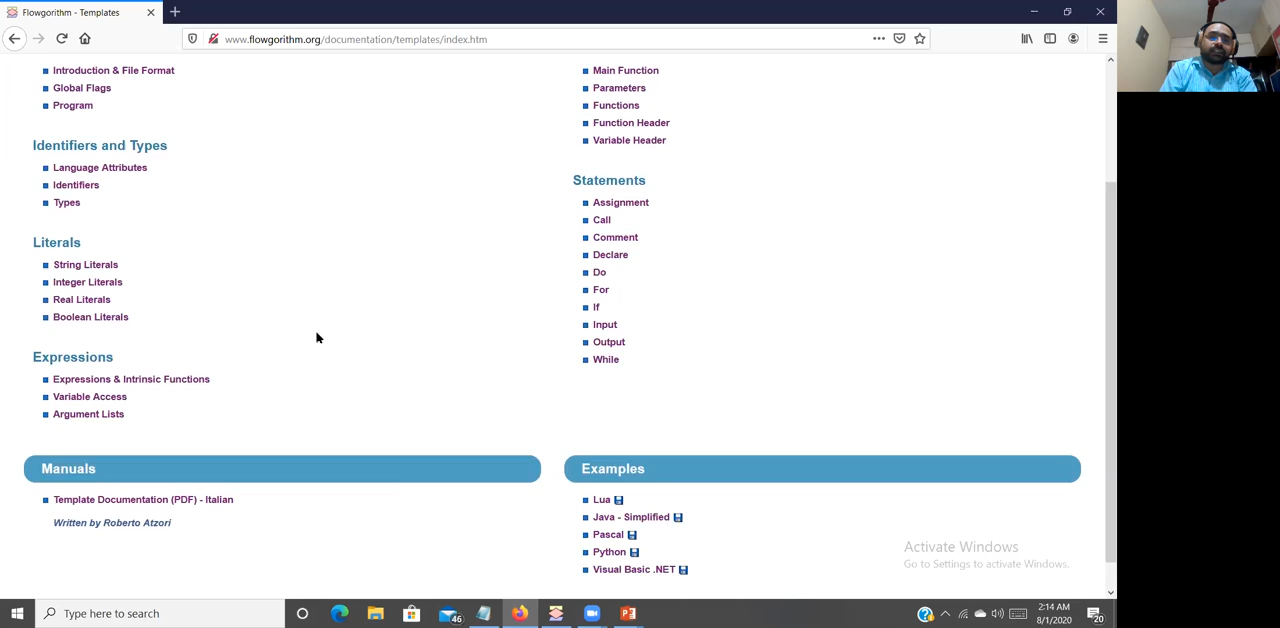 Flowgorithm - Templates
www.flowgorithm.org/documentation/templates/index.htm
Introduction & File Format
Global Flags
Program
Identifiers and Types
Language Attributes
Identifiers
Types
Literals
String Literals
Integer Literals
Real Literals
Boolean Literals
Expressions
Expressions & Intrinsic Functions
Variable Access
Argument Lists
Manuals
Template Documentation (PDF) - Italian
Written by Roberto Atzori
Main Function
Parameters
Functions
Function Header
Variable Header
Statements
Assignment
Call
Comment
Declare
Do
For
If
Input
Output
While
Examples
Lua
Java - Simplified
Pascal
Python
Visual Basic .NET
Activate Windows
Go to Settings to activate Windows.
Type here to search
46
2:14 AM
8/1/2020
20